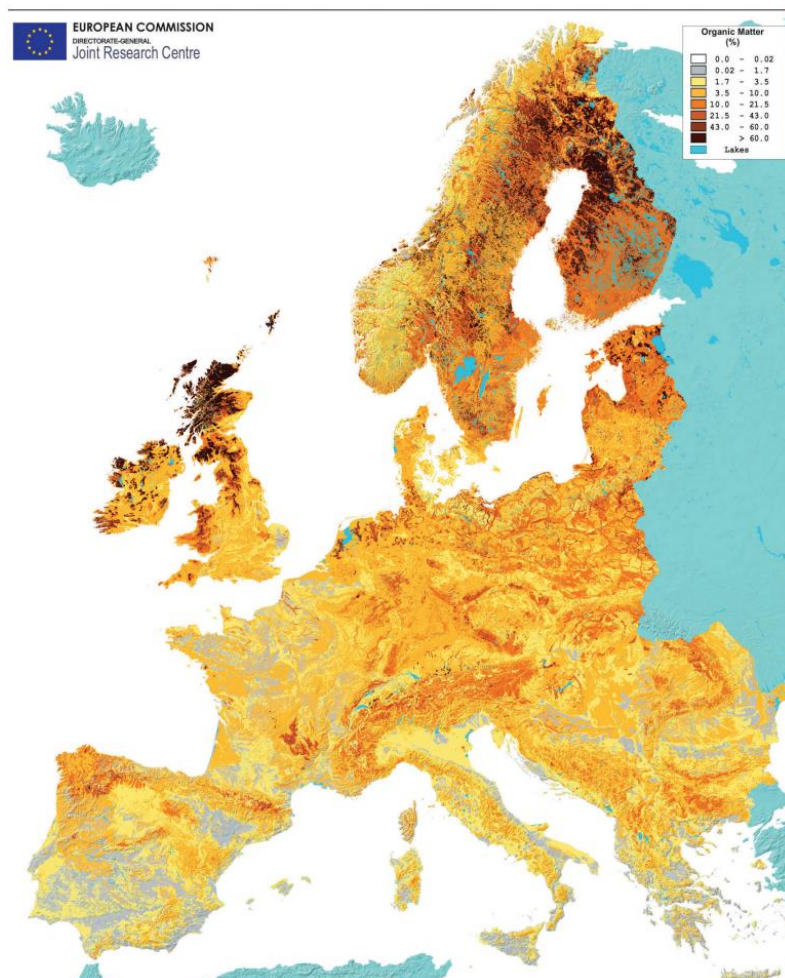 EUROPEAN COMMISSION
DIRECTORATE-GENERAL
Joint Research Centre
Organic Matter
(%)
0.0 - 0.02
0.02 - 1.7
1.7 - 3.5
3.5 - 10.0
10.0 - 21.5
21.5 - 43.0
43.0 - 60.0
> 60.0
Lakes